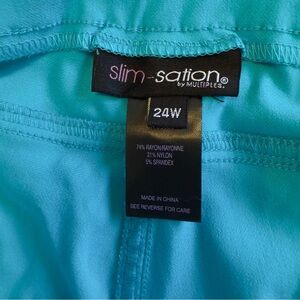 slim-sation®
by MULTIPLES®
24W
74% RAYON/RAYONNE
21% NYLON
5% SPANDEX
MADE IN CHINA
SEE REVERSE FOR CARE